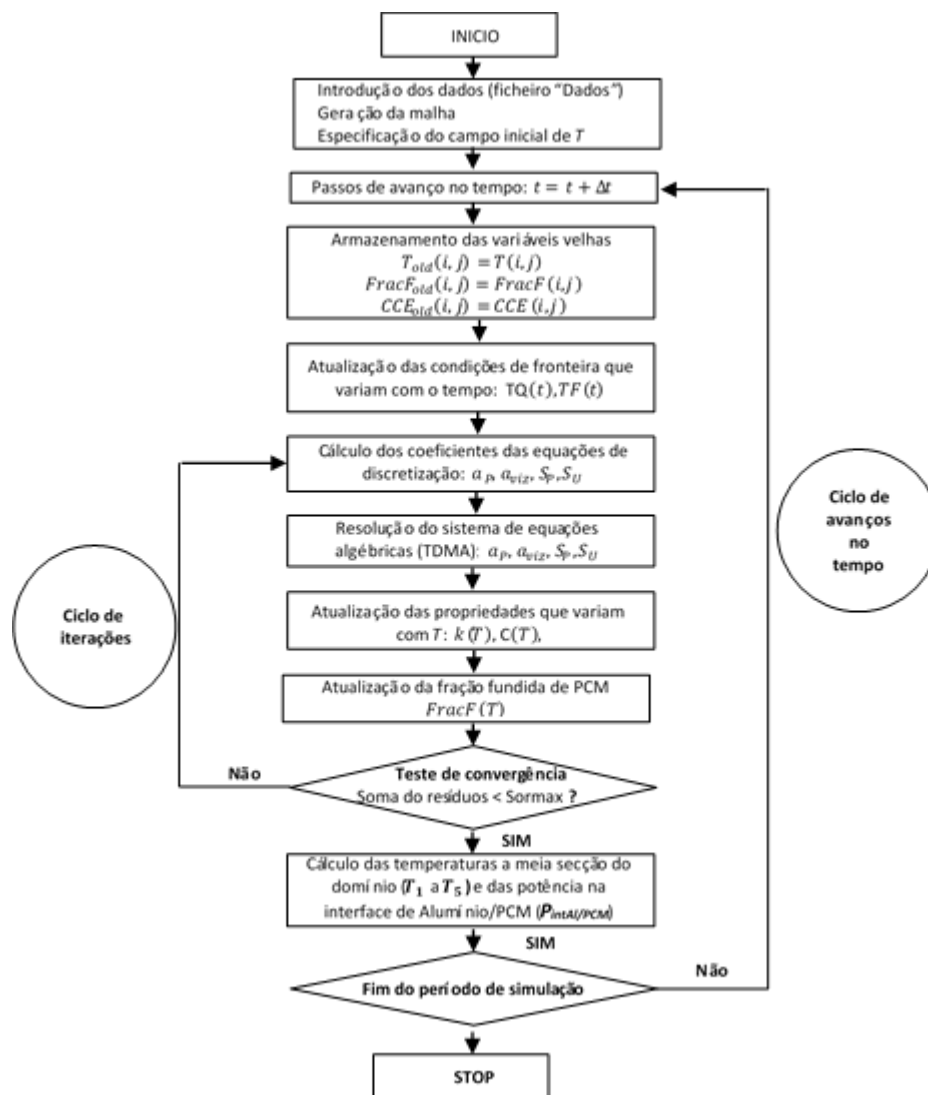 INICIO
Introdução dos dados (ficheiro “Dados”)
Gera ção da malha
Especificação do campo inicial de T
Passos de avanço no tempo: t = t + Δt
Armazenamento das variáveis velhas
T_old(i, j) = T(i, j)
FracF_old(i, j) = FracF(i,j)
CCE_old(i, j) = CCE(i,j)
Atualização das condições de fronteira que
variam com o tempo: TQ(t),TF(t)
Cálculo dos coeficientes das equações de
discretização: a_P, a_viz, S_P,S_U
Resolução do sistema de equações
algébricas (TDMA): a_P, a_viz, S_P,S_U
Atualização das propriedades que variam
com T: k(T), C(T),
Atualização da fração fundida de PCM
FracF(T)
Teste de convergência
Soma do resíduos < Sormax ?
Não
SIM
Cálculo das temperaturas a meia secção do
domínio (T_1 a T_5) e das potência na
interface de Alumínio/PCM (P_intAl/PCM)
SIM
Fim do período de simulação
Não
STOP
Ciclo de
iterações
Ciclo de
avanços
no
tempo